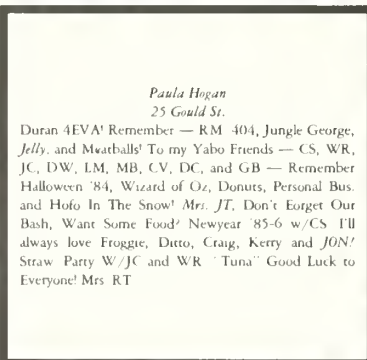 Paula Hogan
25 Gould St.
Duran 4EVA! Remember — RM 404, Jungle George,
Jelly, and Meatballs! To my Yabo Friends — CS, WR,
JC, DW, LM, MB, CV, DC, and GB — Remember
Halloween '84, Wizard of Oz, Donuts, Personal Bus,
and Hofo In The Snow! Mrs. JT, Don't Forget Our
Bash, Want Some Food? Newyear '85-6 w/CS I'll
always love Froggie, Ditto, Craig, Kerry and JON!
Straw Party W/JC and WR "Tuna" Good Luck to
Everyone! Mrs RT